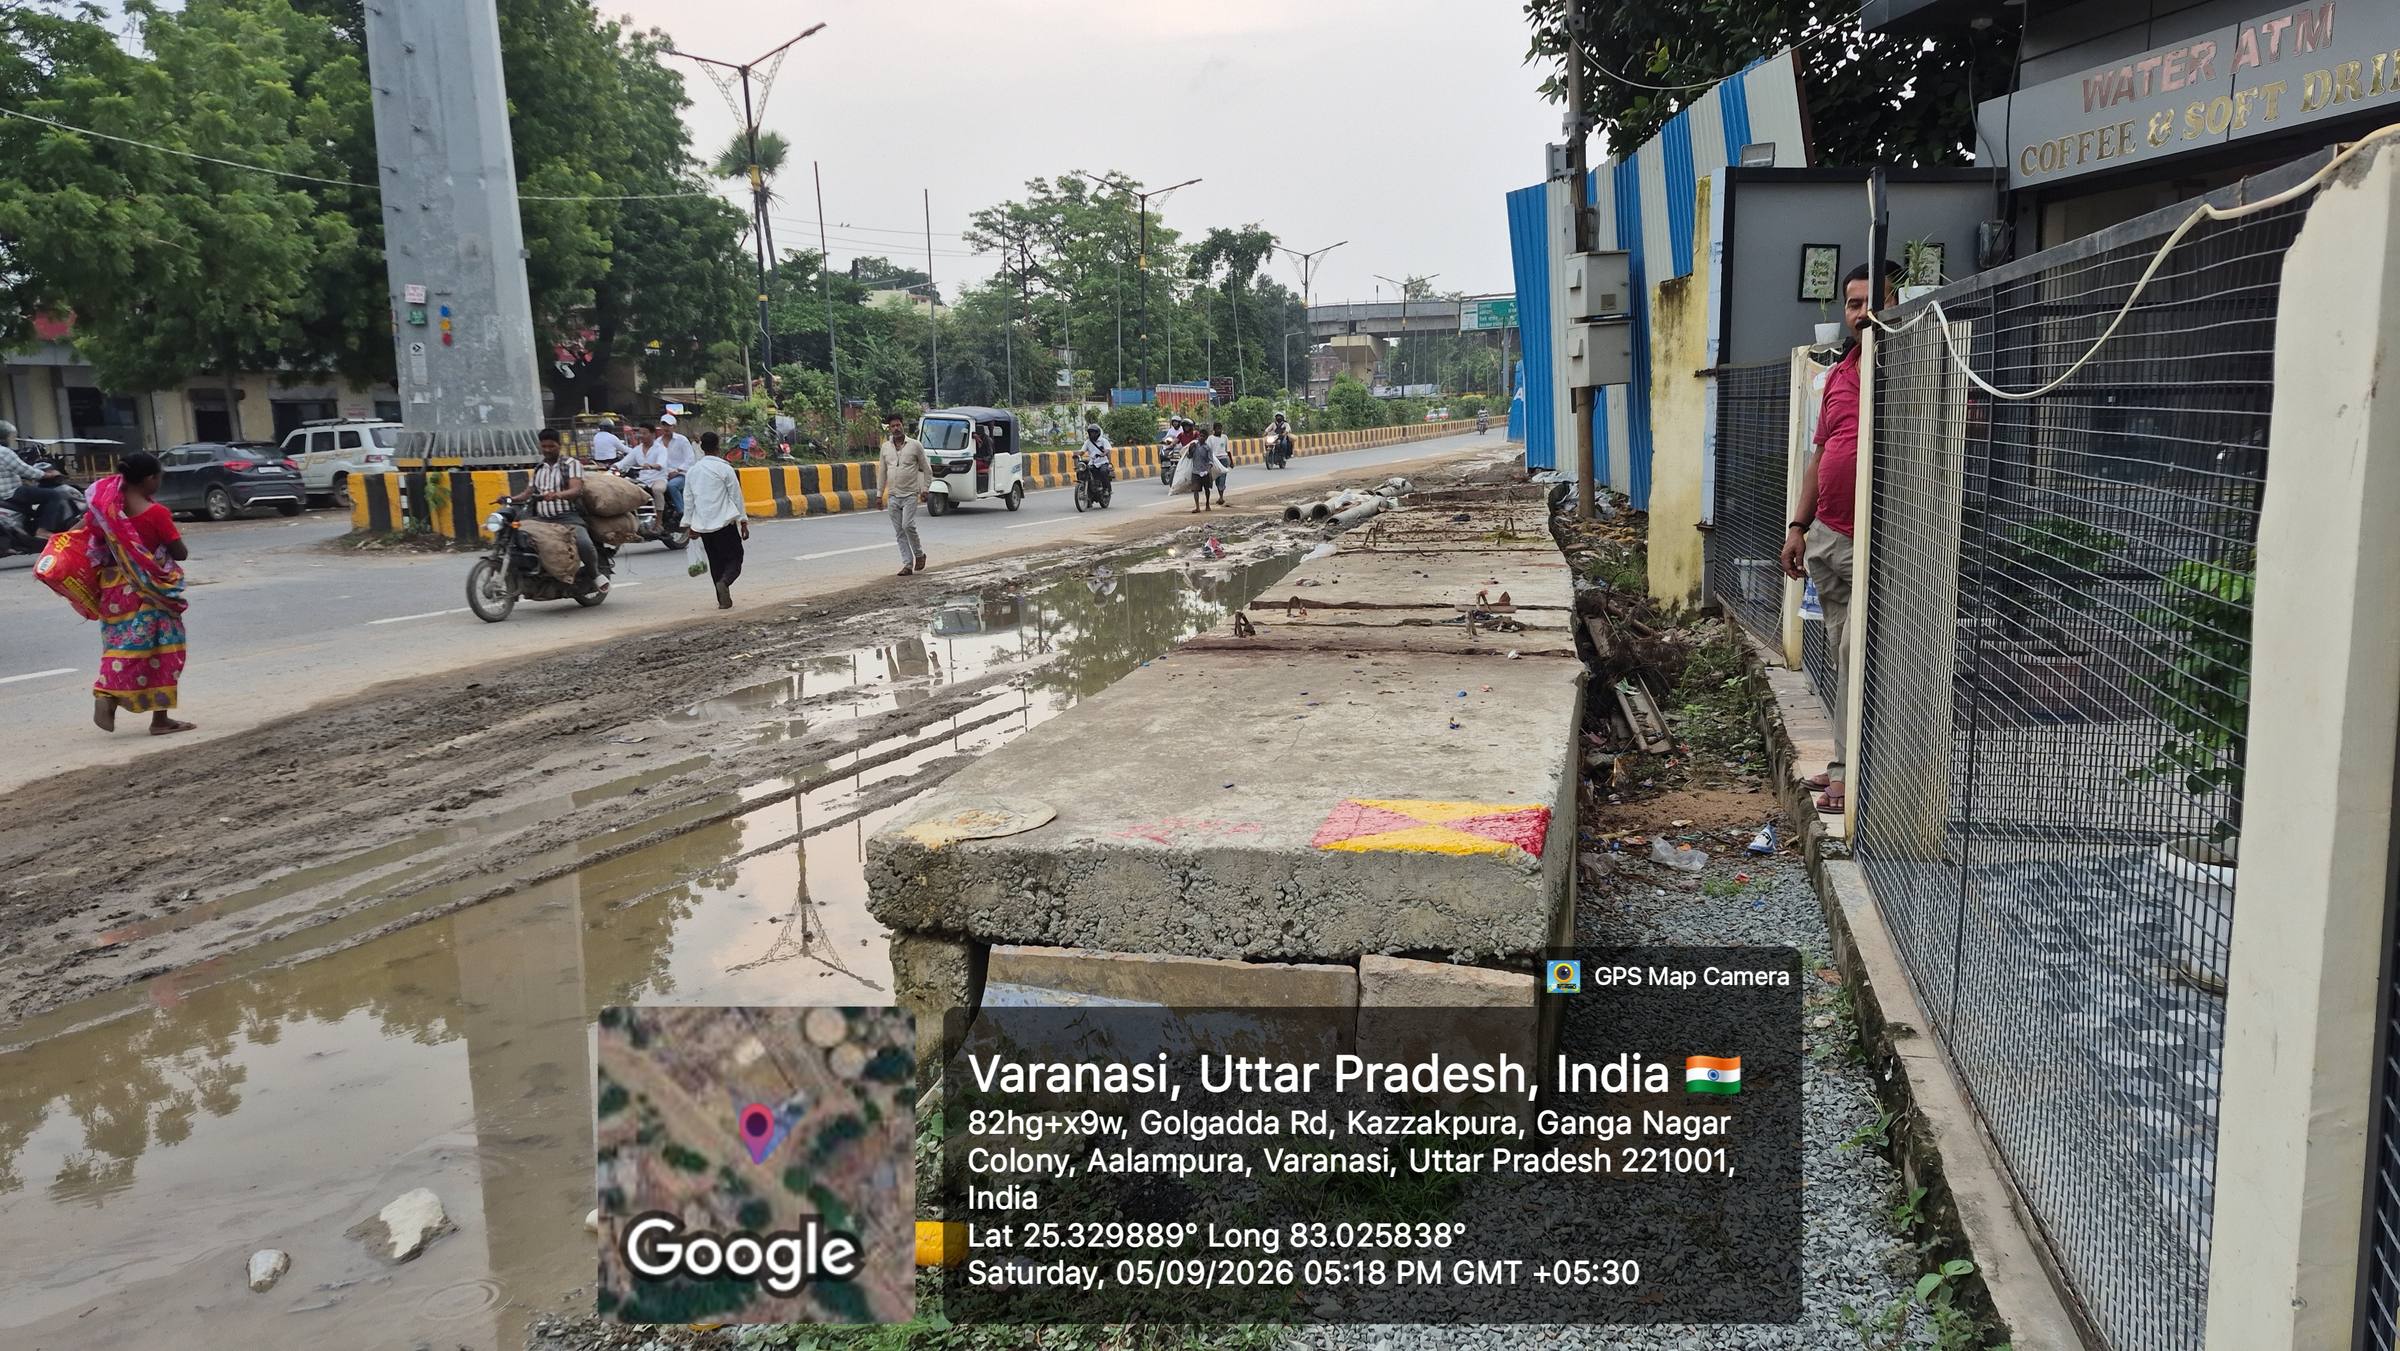 WATER ATM
COFFEE & SOFT DRI
GPS Map Camera
Varanasi, Uttar Pradesh, India
82hg+x9w, Golgadda Rd, Kazzakpura, Ganga Nagar
Colony, Aalampura, Varanasi, Uttar Pradesh 221001,
India
Lat 25.329889° Long 83.025838°
Saturday, 05/09/2026 05:18 PM GMT +05:30
Google